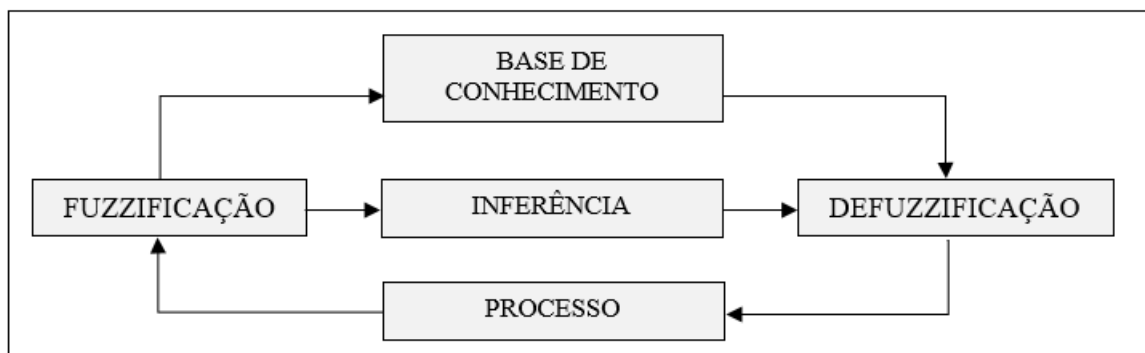 BASE DE
CONHECIMENTO
FUZZIFICAÇÃO
INFERÊNCIA
DEFUZZIFICAÇÃO
PROCESSO